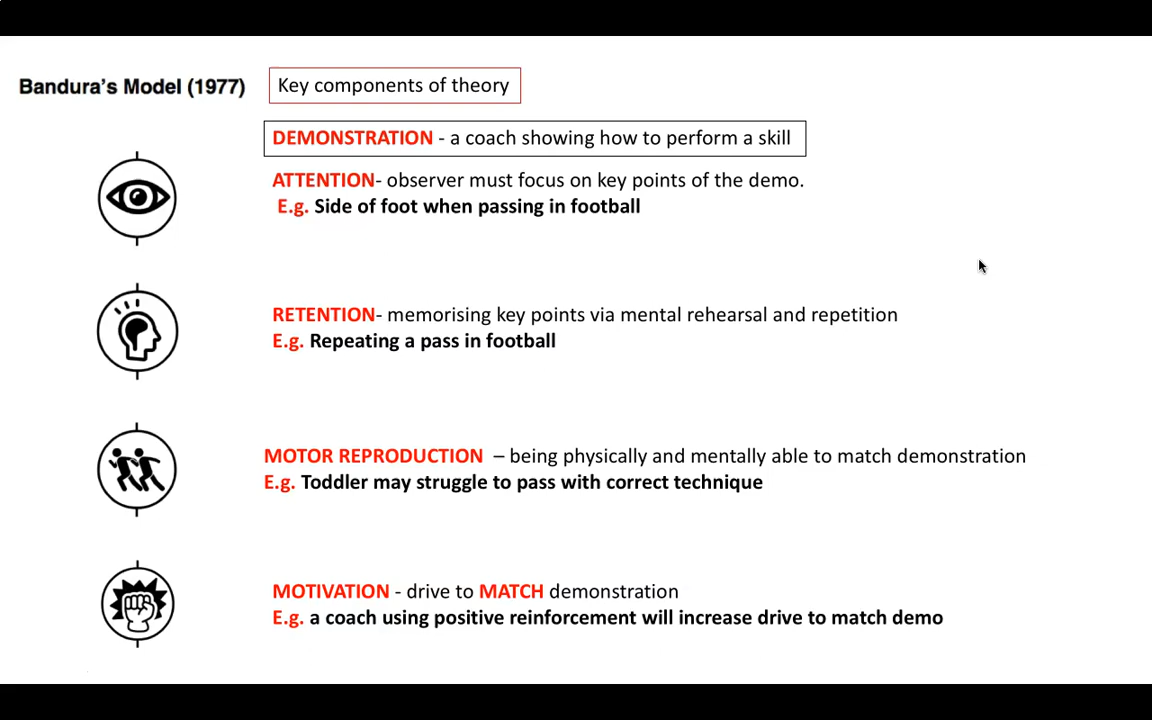 Bandura's Model (1977)
Key components of theory
DEMONSTRATION - a coach showing how to perform a skill
ATTENTION- observer must focus on key points of the demo.
E.g. Side of foot when passing in football
RETENTION- memorising key points via mental rehearsal and repetition
E.g. Repeating a pass in football
MOTOR REPRODUCTION – being physically and mentally able to match demonstration
E.g. Toddler may struggle to pass with correct technique
MOTIVATION - drive to MATCH demonstration
E.g. a coach using positive reinforcement will increase drive to match demo